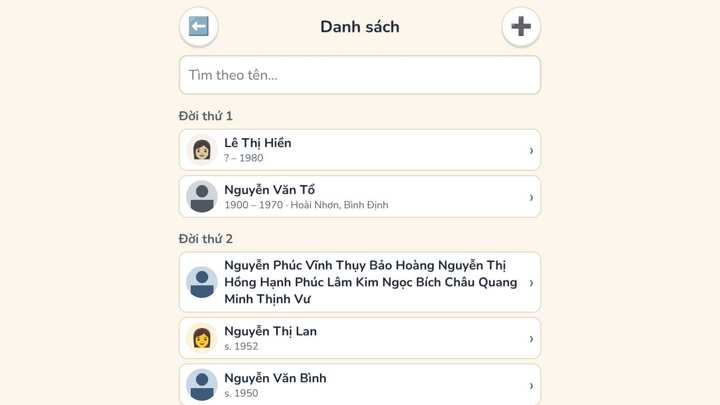 Danh sách
Tìm theo tên...
Đời thứ 1
Lê Thị Hiền
? – 1980
›
Nguyễn Văn Tổ
1900 – 1970 · Hoài Nhơn, Bình Định
›
Đời thứ 2
Nguyễn Phúc Vĩnh Thụy Bảo Hoàng Nguyễn Thị
Hồng Hạnh Phúc Lâm Kim Ngọc Bích Châu Quang
Minh Thịnh Vư
›
Nguyễn Thị Lan
s. 1952
›
Nguyễn Văn Bình
s. 1950
›